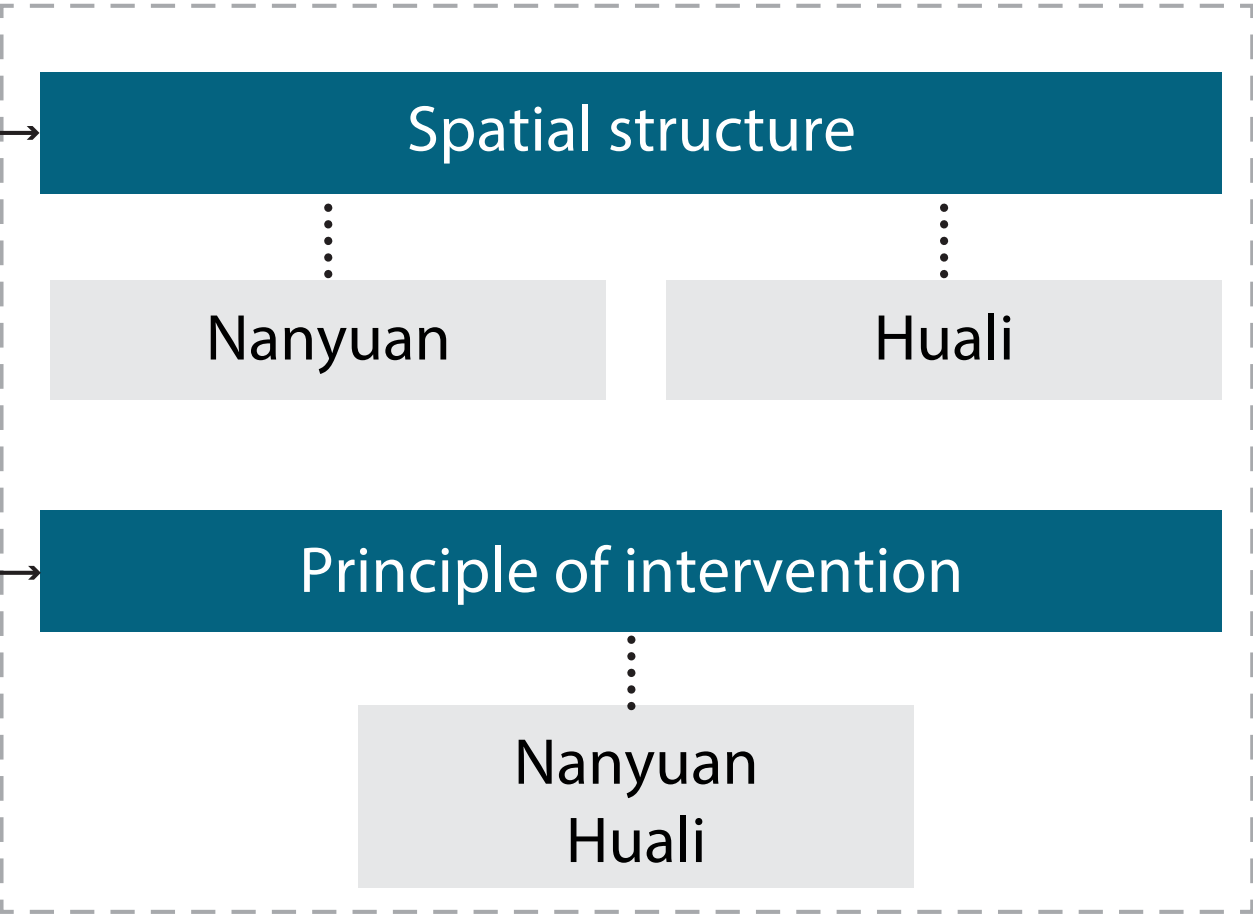 Spatial structure
Nanyuan
Huali
Principle of intervention
Nanyuan
Huali